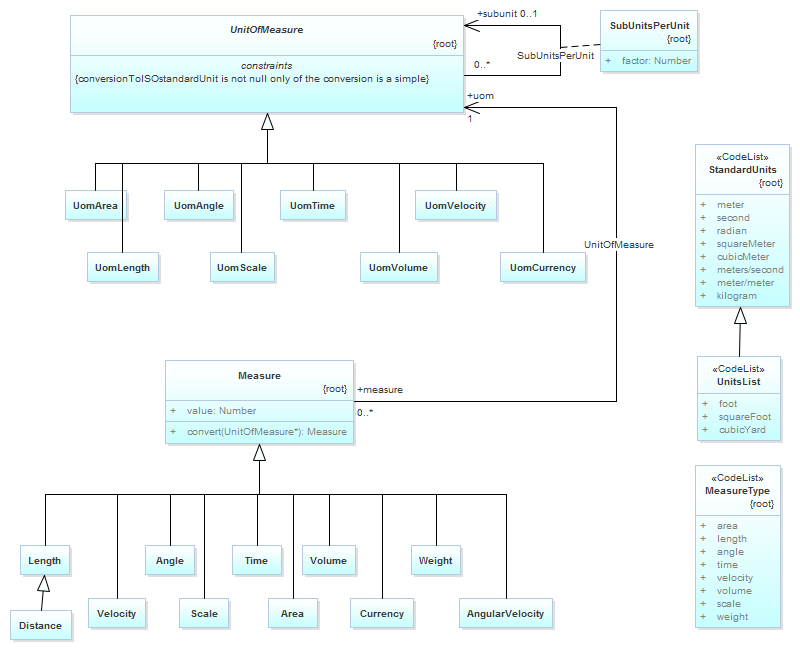 UnitOfMeasure
{root}
constraints
{conversionToISOstandardUnit is not null only of the conversion is a simple}
+subunit 0..1
0..*
SubUnitsPerUnit
SubUnitsPerUnit
{root}
+ factor: Number
+uom
1
UnitOfMeasure
UomArea
UomAngle
UomTime
UomVelocity
UomLength
UomScale
UomVolume
UomCurrency
«CodeList»
StandardUnits
{root}
+ meter
+ second
+ radian
+ squareMeter
+ cubicMeter
+ meters/second
+ meter/meter
+ kilogram
Measure
{root}
+ value: Number
+ convert(UnitOfMeasure*): Measure
+measure
0..*
«CodeList»
UnitsList
+ foot
+ squareFoot
+ cubicYard
«CodeList»
MeasureType
{root}
+ area
+ length
+ angle
+ time
+ velocity
+ volume
+ scale
+ weight
Length
Angle
Time
Volume
Weight
Distance
Velocity
Scale
Area
Currency
AngularVelocity